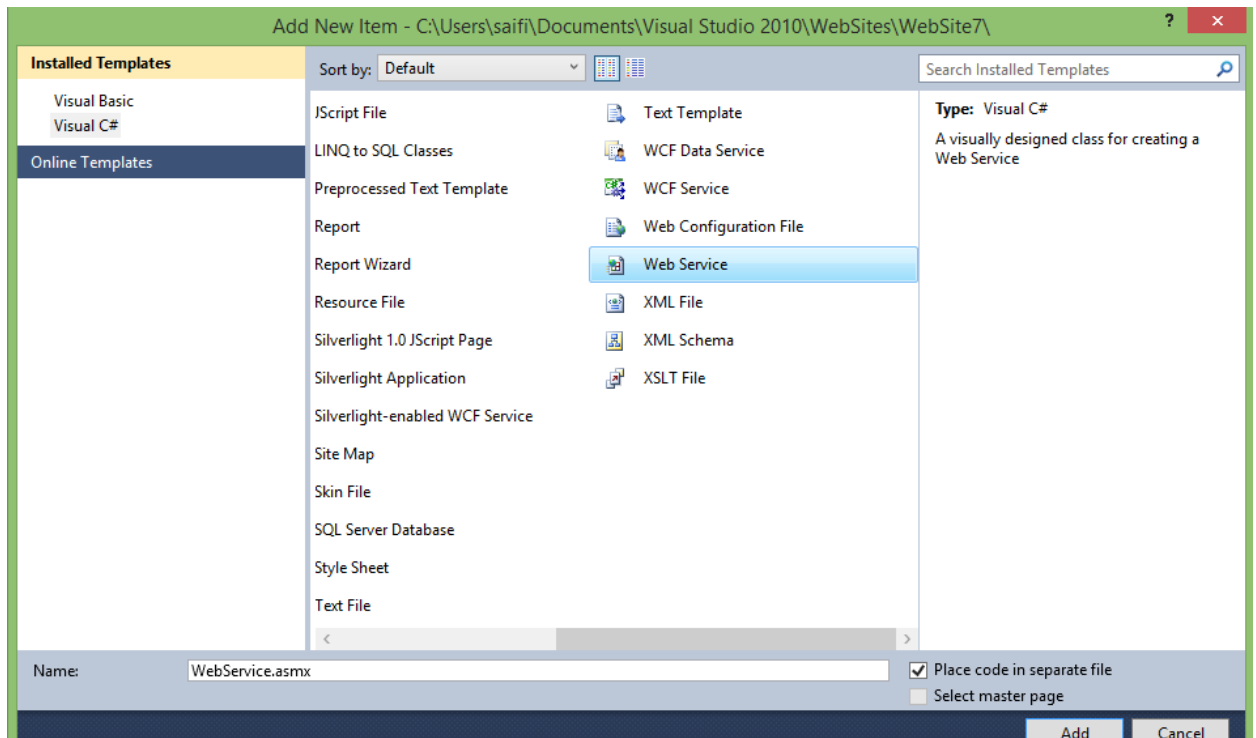 Add New Item - C:\Users\saifi\Documents\Visual Studio 2010\WebSites\WebSite7\
?
Installed Templates
Visual Basic
Visual C#
Online Templates
Sort by: Default
Search Installed Templates
JScript File
LINQ to SQL Classes
Preprocessed Text Template
Report
Report Wizard
Resource File
Silverlight 1.0 JScript Page
Silverlight Application
Silverlight-enabled WCF Service
Site Map
Skin File
SQL Server Database
Style Sheet
Text File
Text Template
WCF Data Service
WCF Service
Web Configuration File
Web Service
XML File
XML Schema
XSLT File
Type: Visual C#
A visually designed class for creating a
Web Service
Name: WebService.asmx
Place code in separate file
Select master page
Add Cancel